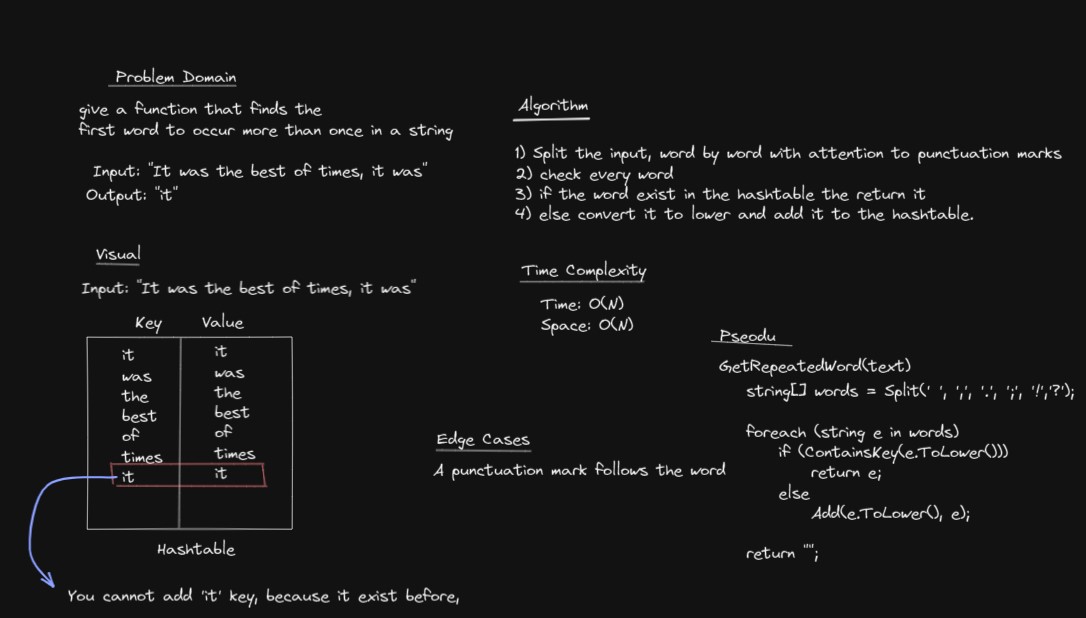 Problem Domain
give a function that finds the
first word to occur more than once in a string
Input: "It was the best of times, it was"
Output: "it"
Visual
Input: "It was the best of times, it was"
Key Value
it it
was was
the the
best best
of of
times times
it it
Hashtable
You cannot add 'it' key, because it exist before,
Algorithm
1) Split the input, word by word with attention to punctuation marks
2) check every word
3) if the word exist in the hashtable the return it
4) else convert it to lower and add it to the hashtable.
Time Complexity
Time: O(N)
Space: O(N)
Edge Cases
A punctuation mark follows the word
Pseodu
GetRepeatedWord(text)
string[] words = Split(' ', ',', '.', ';', '!','?');
foreach (string e in words)
if (ContainsKey(e.ToLower()))
return e;
else
Add(e.ToLower(), e);
return "";